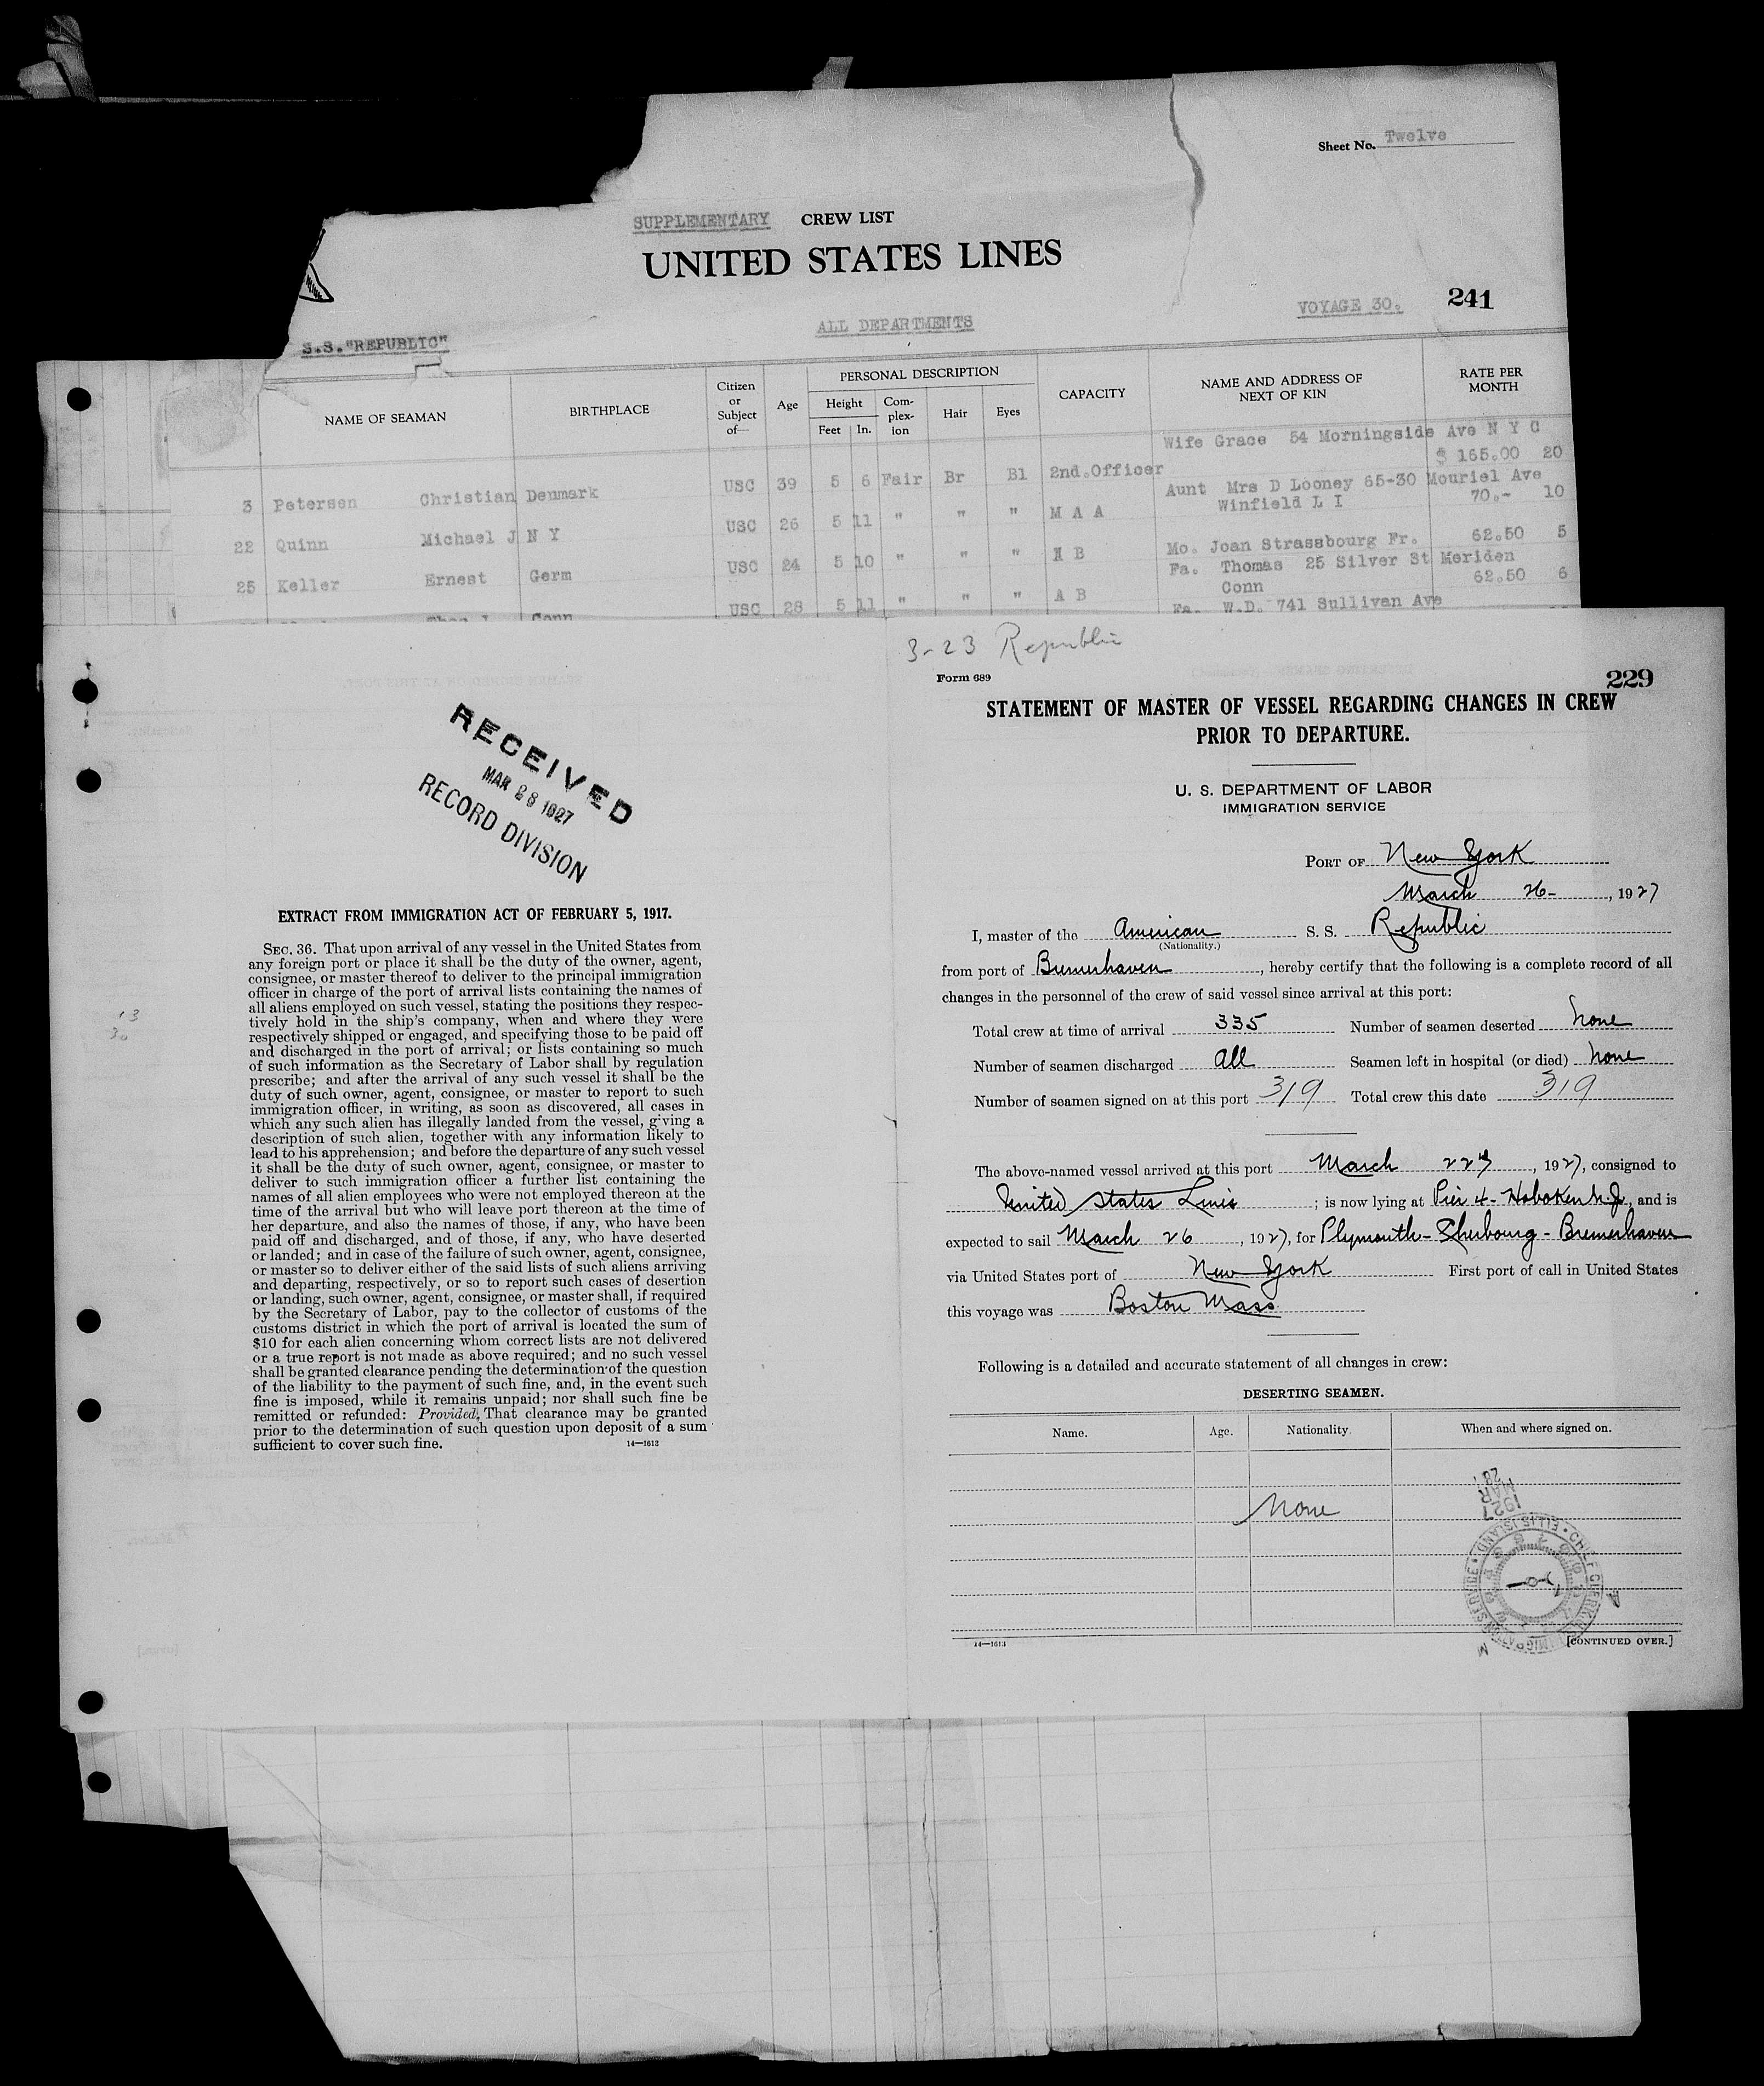 Sheet No. Twelve
SUPPLEMENTARY CREW LIST
UNITED STATES LINES
VOYAGE 30. 241
ALL DEPARTMENTS
S.S."REPUBLIC"
NAME OF SEAMAN BIRTHPLACE Citizen or Subject of— Age PERSONAL DESCRIPTION Height Feet In. Com-plex-ion Hair Eyes CAPACITY NAME AND ADDRESS OF NEXT OF KIN RATE PER MONTH
Wife Grace 54 Morningside Ave N Y C
3 Petersen Christian Denmark USC 39 5 6 Fair Br Bl 2nd.Officer $ 165.00 20
Aunt Mrs D Looney 65-30 Mouriel Ave
Winfield L I
22 Quinn Michael J N Y USC 26 5 11 " " " M A A 70.- 10
25 Keller Ernest Germ USC 24 5 10 " " " B Mo. Joan Strassbourg Fr. 62.50 5
Fa. Thomas 25 Silver St Meriden
Conn
Conn USC 28 5 11 " " " A B 62.50 6
Fa. W.D. 741 Sullivan Ave
RECEIVED
MAR 28 1927
RECORD DIVISION
EXTRACT FROM IMMIGRATION ACT OF FEBRUARY 5, 1917.
SEC. 36. That upon arrival of any vessel in the United States from
any foreign port or place it shall be the duty of the owner, agent,
consignee, or master thereof to deliver to the principal immigration
officer in charge of the port of arrival lists containing the names of
all aliens employed on such vessel, stating the positions they respec-
tively hold in the ship's company, when and where they were
respectively shipped or engaged, and specifying those to be paid off
and discharged in the port of arrival; or lists containing so much
of such information as the Secretary of Labor shall by regulation
prescribe; and after the arrival of any such vessel it shall be the
duty of such owner, agent, consignee, or master to report to such
immigration officer, in writing, as soon as discovered, all cases in
which any such alien has illegally landed from the vessel, giving a
description of such alien, together with any information likely to
lead to his apprehension; and before the departure of any such vessel
it shall be the duty of such owner, agent, consignee, or master to
deliver to such immigration officer a further list containing the
names of all alien employees who were not employed thereon at the
time of the arrival but who will leave port thereon at the time of
her departure, and also the names of those, if any, who have been
paid off and discharged, and of those, if any, who have deserted
or landed; and in case of the failure of such owner, agent, consignee,
or master so to deliver either of the said lists of such aliens arriving
and departing, respectively, or so to report such cases of desertion
or landing, such owner, agent, consignee, or master shall, if required
by the Secretary of Labor, pay to the collector of customs of the
customs district in which the port of arrival is located the sum of
$10 for each alien concerning whom correct lists are not delivered
or a true report is not made as above required; and no such vessel
shall be granted clearance pending the determination of the question
of the liability to the payment of such fine, and, in the event such
fine is imposed, while it remains unpaid; nor shall such fine be
remitted or refunded: Provided, That clearance may be granted
prior to the determination of such question upon deposit of a sum
sufficient to cover such fine. 14—1613
3-23 Republic
Form 689
229
STATEMENT OF MASTER OF VESSEL REGARDING CHANGES IN CREW
PRIOR TO DEPARTURE.
U. S. DEPARTMENT OF LABOR
IMMIGRATION SERVICE
PORT OF New York
March 26-, 1927
I, master of the American S. S. Republic
(Nationality.)
from port of Bremerhaven, hereby certify that the following is a complete record of all
changes in the personnel of the crew of said vessel since arrival at this port:
Total crew at time of arrival 335 Number of seamen deserted None
Number of seamen discharged All Seamen left in hospital (or died) None
Number of seamen signed on at this port 319 Total crew this date 319
The above-named vessel arrived at this port March 22, 1927, consigned to
United States Lines; is now lying at Pier 4 - Hoboken N.J., and is
expected to sail March 26, 1927, for Plymouth - Cherbourg - Bremerhaven
via United States port of New York First port of call in United States
this voyage was Boston Mass.
Following is a detailed and accurate statement of all changes in crew:
DESERTING SEAMEN.
Name. Age. Nationality. When and where signed on.
None
1927 MAR 28
CHIEF CLERK IMMIGRATION SERVICE ELLIS ISLAND
14—1613
[CONTINUED OVER.]